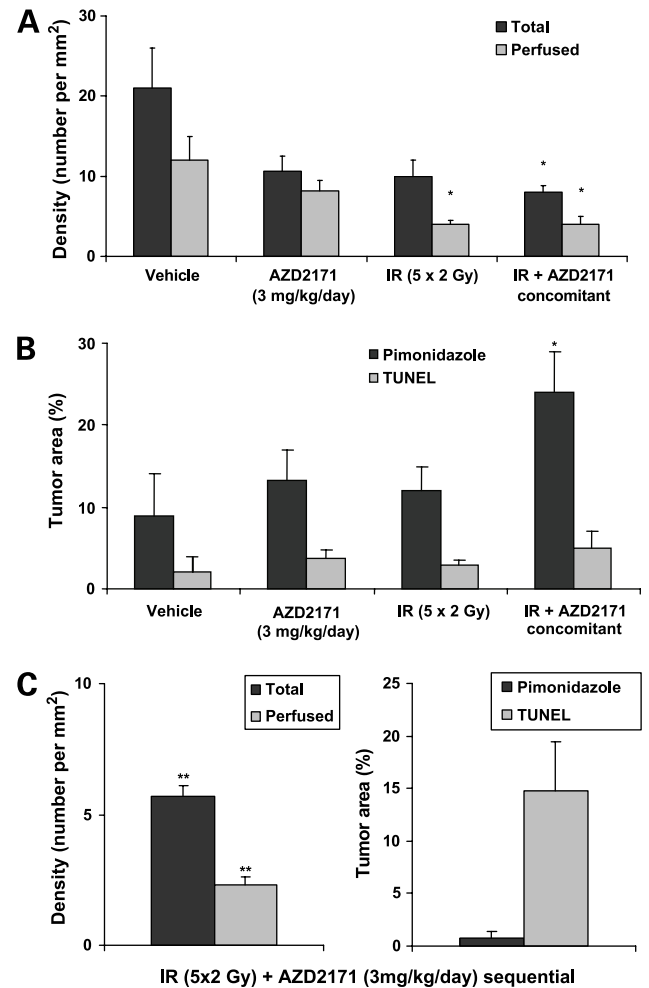 A
30
20
10
0
Density (number per mm²)
Total
Perfused
*
*
*
Vehicle
AZD2171
(3 mg/kg/day)
IR (5 x 2 Gy)
IR + AZD2171
concomitant
B
30
20
10
0
Tumor area (%)
Pimonidazole
TUNEL
*
Vehicle
AZD2171
(3 mg/kg/day)
IR (5 x 2 Gy)
IR + AZD2171
concomitant
C
10
5
0
Density (number per mm²)
Total
Perfused
**
**
25
20
15
10
5
0
Tumor area (%)
Pimonidazole
TUNEL
IR (5x2 Gy) + AZD2171 (3mg/kg/day) sequential